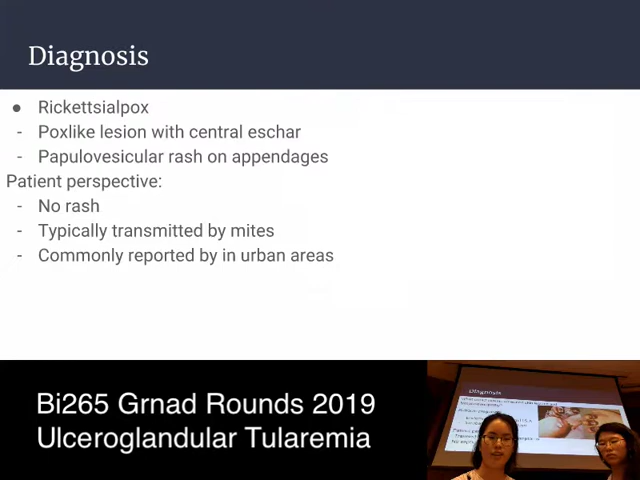 Diagnosis
● Rickettsialpox
- Poxlike lesion with central eschar
- Papulovesicular rash on appendages
Patient perspective:
- No rash
- Typically transmitted by mites
- Commonly reported by in urban areas
Bi265 Grnad Rounds 2019
Ulceroglandular Tularemia
Diagnosis